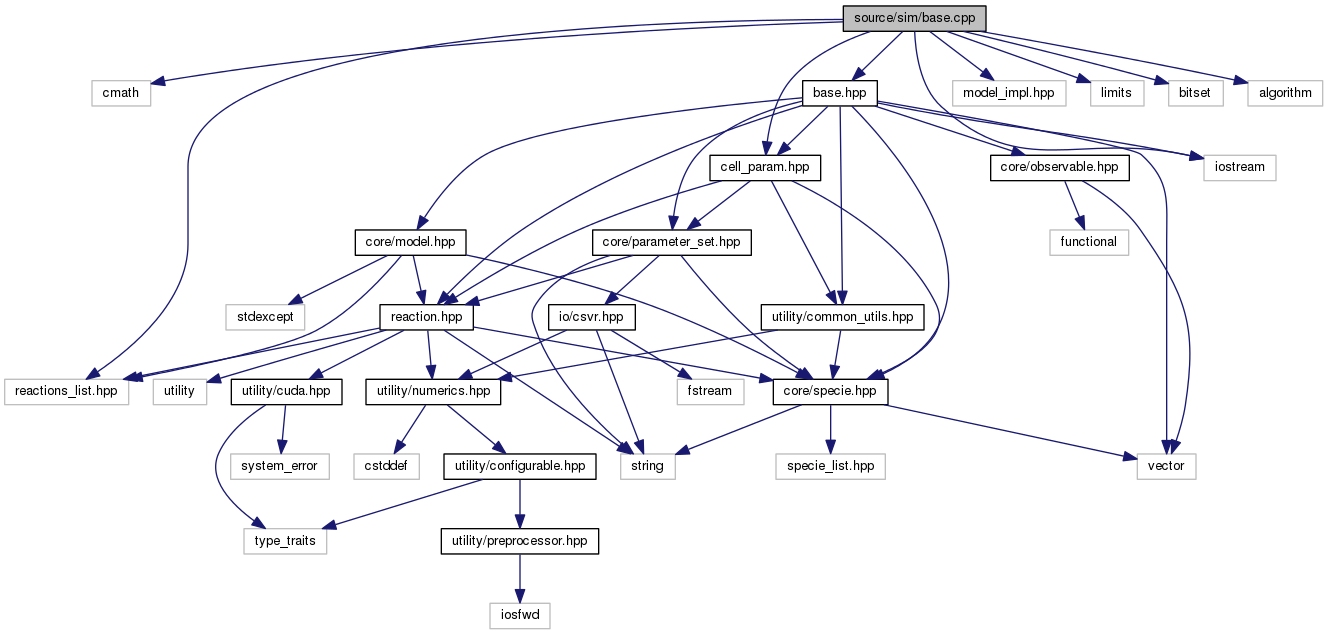 source/sim/base.cpp
cmath
base.hpp
model_impl.hpp
limits
bitset
algorithm
cell_param.hpp
core/observable.hpp
iostream
core/model.hpp
core/parameter_set.hpp
functional
stdexcept
reaction.hpp
io/csvr.hpp
utility/common_utils.hpp
reactions_list.hpp
utility
utility/cuda.hpp
utility/numerics.hpp
fstream
core/specie.hpp
system_error
cstddef
utility/configurable.hpp
string
specie_list.hpp
vector
type_traits
utility/preprocessor.hpp
iosfwd